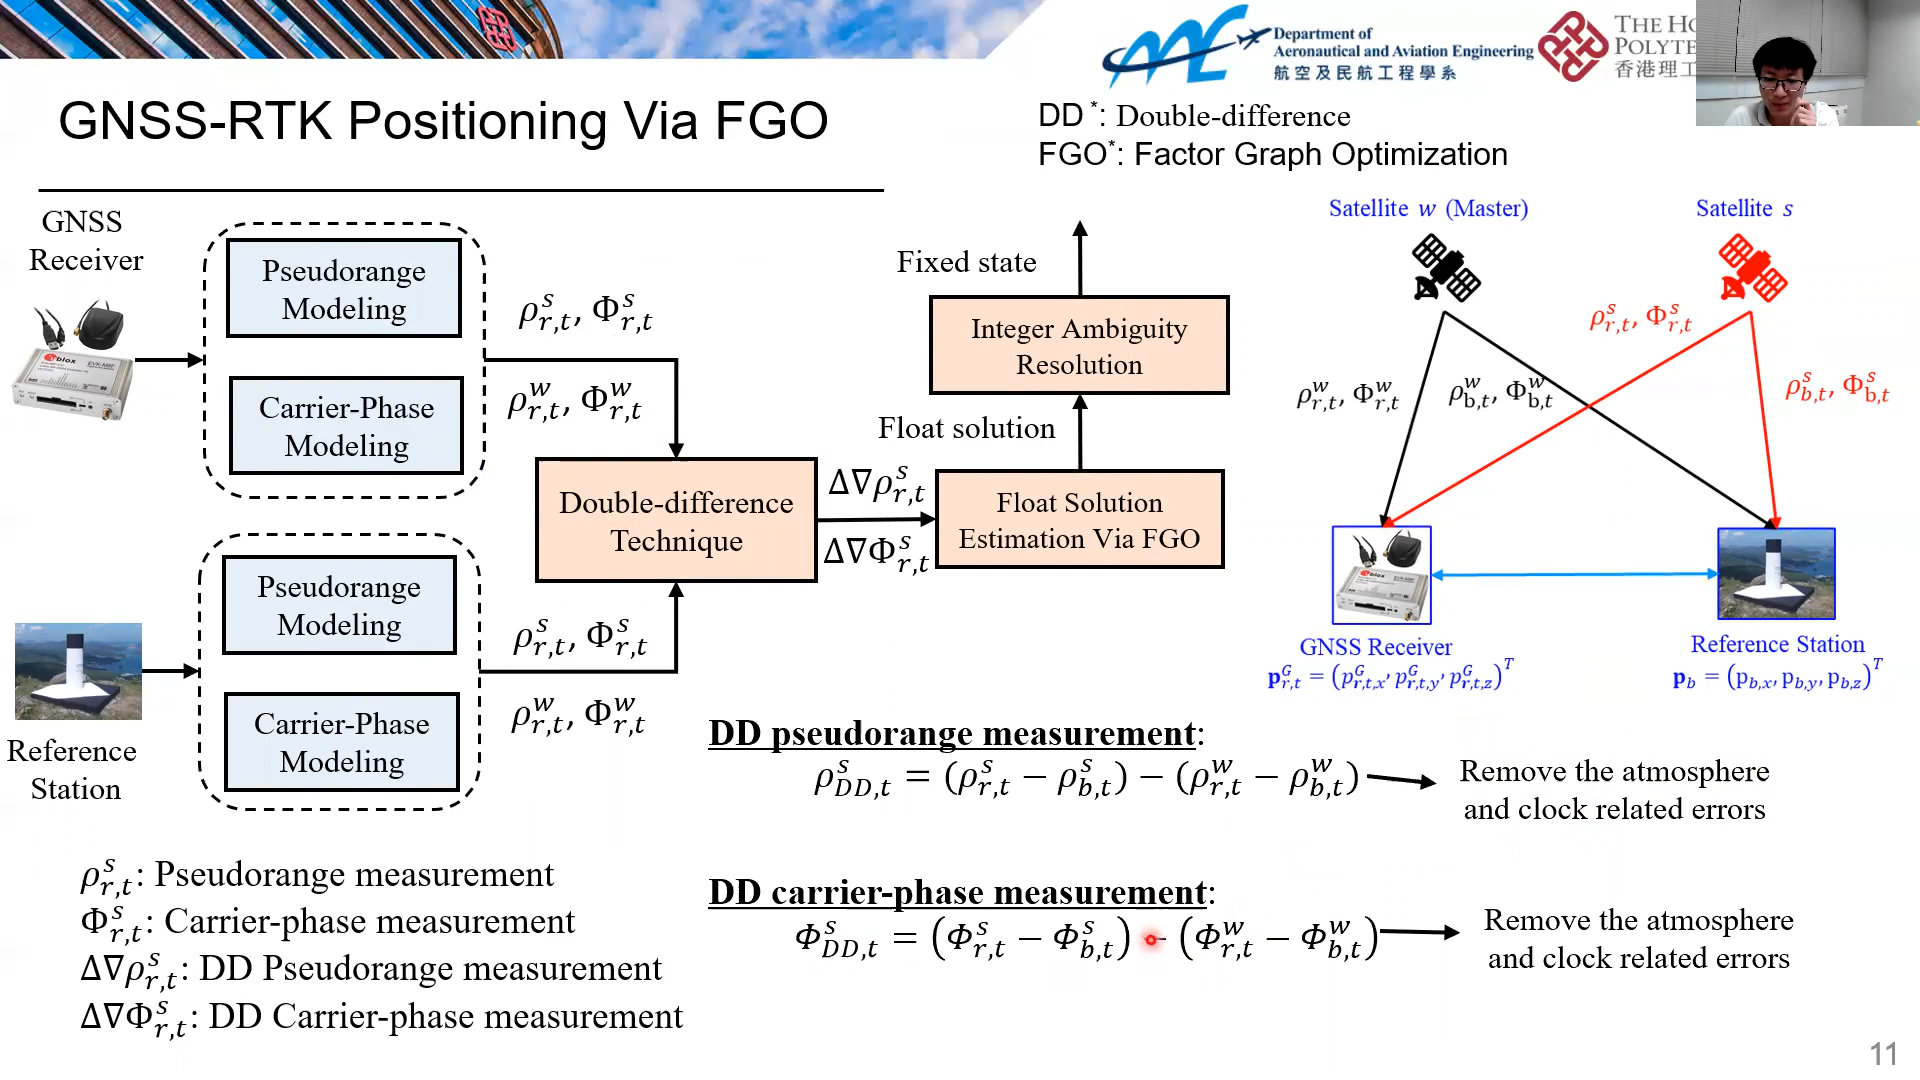 Department of
Aeronautical and Aviation Engineering
航空及民航工程學系
THE HO
POLYTE
香港理工
GNSS-RTK Positioning Via FGO
DD*: Double-difference
FGO*: Factor Graph Optimization
GNSS
Receiver
Pseudorange
Modeling
Carrier-Phase
Modeling
ρ^s_{r,t}, Φ^s_{r,t}
ρ^w_{r,t}, Φ^w_{r,t}
Reference
Station
Pseudorange
Modeling
Carrier-Phase
Modeling
ρ^s_{r,t}, Φ^s_{r,t}
ρ^w_{r,t}, Φ^w_{r,t}
Double-difference
Technique
Δ∇ρ^s_{r,t}
Δ∇Φ^s_{r,t}
Float Solution
Estimation Via FGO
Float solution
Integer Ambiguity
Resolution
Fixed state
Satellite w (Master)
Satellite s
ρ^s_{r,t}, Φ^s_{r,t}
ρ^w_{r,t}, Φ^w_{r,t}
ρ^w_{b,t}, Φ^w_{b,t}
ρ^s_{b,t}, Φ^s_{b,t}
GNSS Receiver
p^G_{r,t} = (p^G_{r,t,x}, p^G_{r,t,y}, p^G_{r,t,z})^T
Reference Station
p_b = (p_{b,x}, p_{b,y}, p_{b,z})^T
DD pseudorange measurement:
ρ^s_{DD,t} = (ρ^s_{r,t} − ρ^s_{b,t}) − (ρ^w_{r,t} − ρ^w_{b,t})
Remove the atmosphere
and clock related errors
DD carrier-phase measurement:
Φ^s_{DD,t} = (Φ^s_{r,t} − Φ^s_{b,t}) − (Φ^w_{r,t} − Φ^w_{b,t})
Remove the atmosphere
and clock related errors
ρ^s_{r,t}: Pseudorange measurement
Φ^s_{r,t}: Carrier-phase measurement
Δ∇ρ^s_{r,t}: DD Pseudorange measurement
Δ∇Φ^s_{r,t}: DD Carrier-phase measurement
11